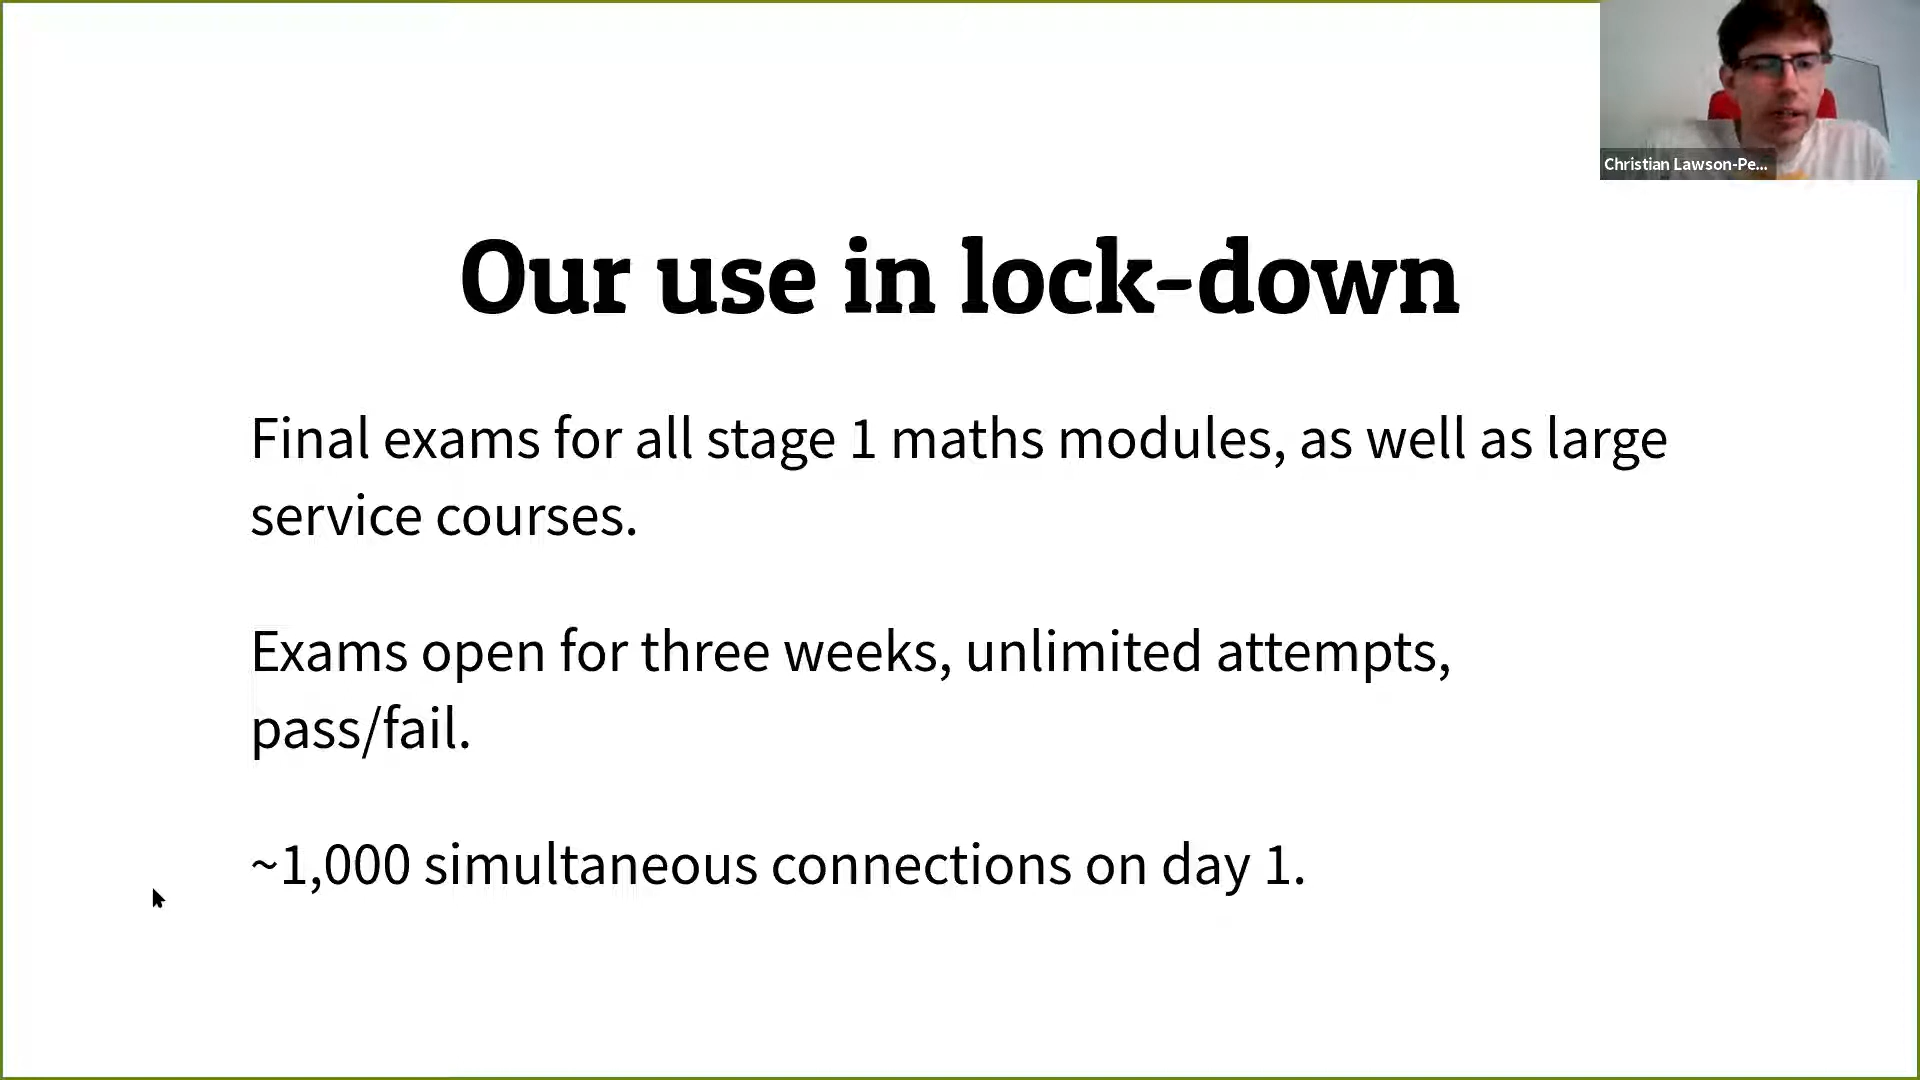 Christian Lawson-Pe...
Our use in lock-down
Final exams for all stage 1 maths modules, as well as large
service courses.
Exams open for three weeks, unlimited attempts,
pass/fail.
~1,000 simultaneous connections on day 1.